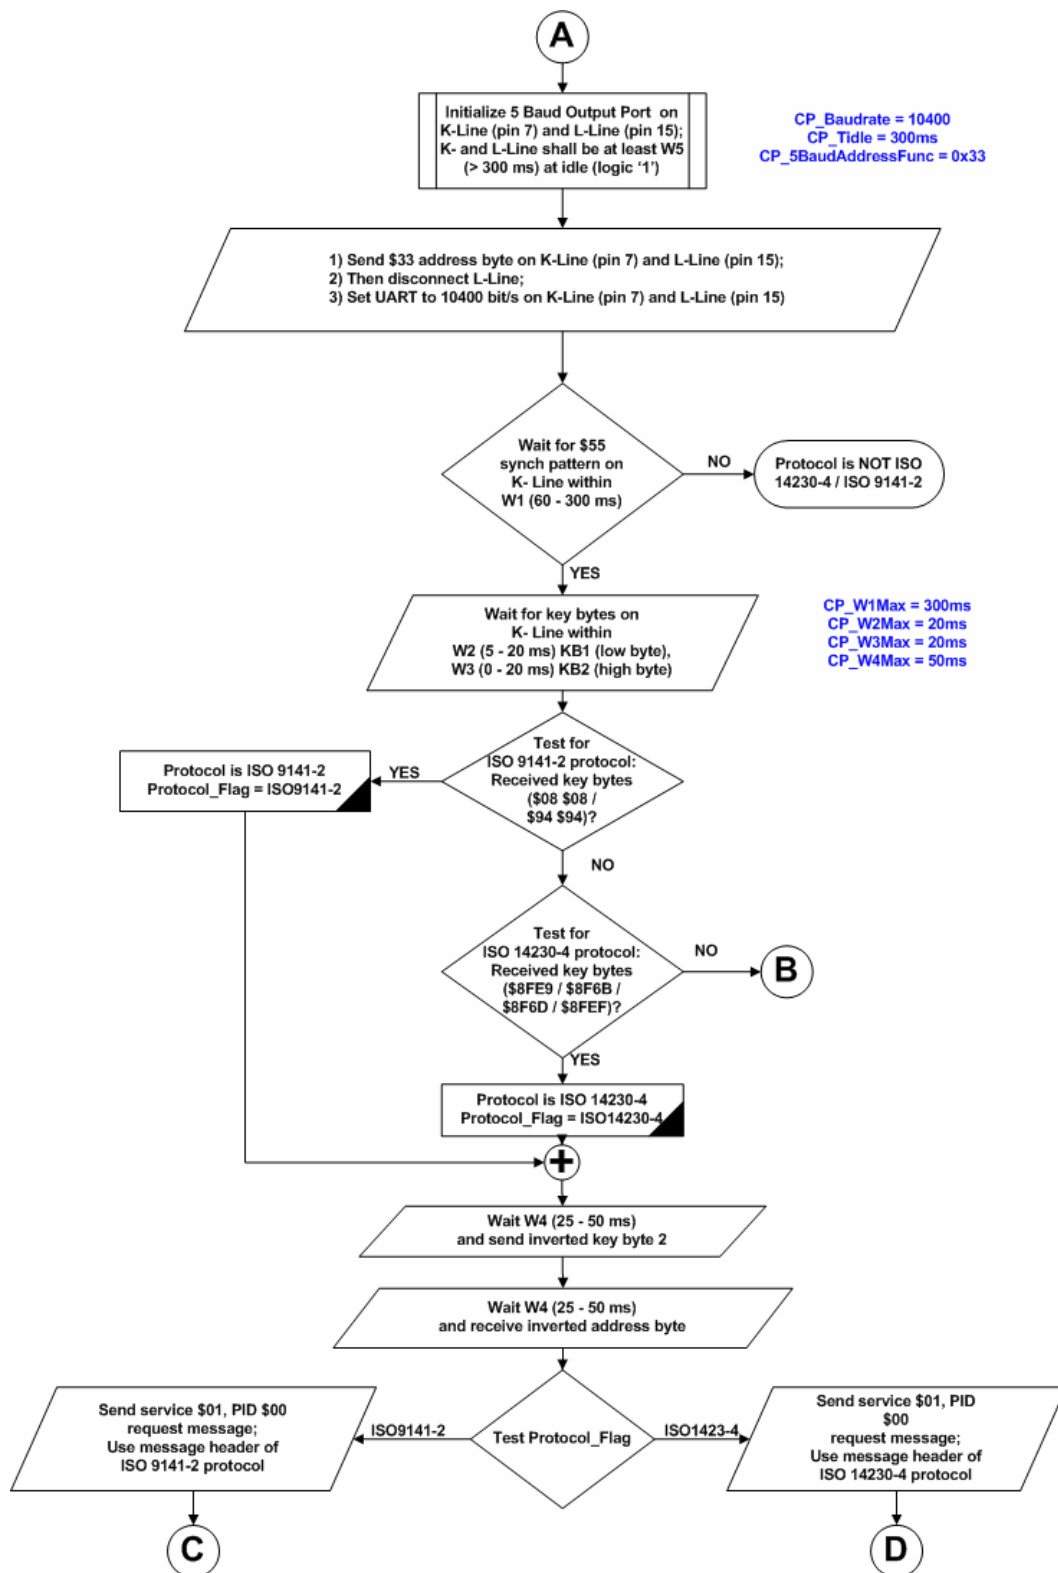 A
Initialize 5 Baud Output Port on
K-Line (pin 7) and L-Line (pin 15);
K- and L-Line shall be at least W5
(> 300 ms) at idle (logic ‘1’)
CP_Baudrate = 10400
CP_Tidle = 300ms
CP_5BaudAddressFunc = 0x33
1) Send $33 address byte on K-Line (pin 7) and L-Line (pin 15);
2) Then disconnect L-Line;
3) Set UART to 10400 bit/s on K-Line (pin 7) and L-Line (pin 15)
Wait for $55
synch pattern on
K- Line within
W1 (60 - 300 ms)
NO
Protocol is NOT ISO
14230-4 / ISO 9141-2
YES
Wait for key bytes on
K- Line within
W2 (5 - 20 ms) KB1 (low byte),
W3 (0 - 20 ms) KB2 (high byte)
CP_W1Max = 300ms
CP_W2Max = 20ms
CP_W3Max = 20ms
CP_W4Max = 50ms
Test for
ISO 9141-2 protocol:
Received key bytes
($08 $08 /
$94 $94)?
YES
Protocol is ISO 9141-2
Protocol_Flag = ISO9141-2
NO
Test for
ISO 14230-4 protocol:
Received key bytes
($8FE9 / $8F6B /
$8F6D / $8FEF)?
NO
B
YES
Protocol is ISO 14230-4
Protocol_Flag = ISO14230-4
+
Wait W4 (25 - 50 ms)
and send inverted key byte 2
Wait W4 (25 - 50 ms)
and receive inverted address byte
Test Protocol_Flag
ISO9141-2
Send service $01, PID $00
request message;
Use message header of
ISO 9141-2 protocol
ISO1423-4
Send service $01, PID
$00
request message;
Use message header of
ISO 14230-4 protocol
C
D